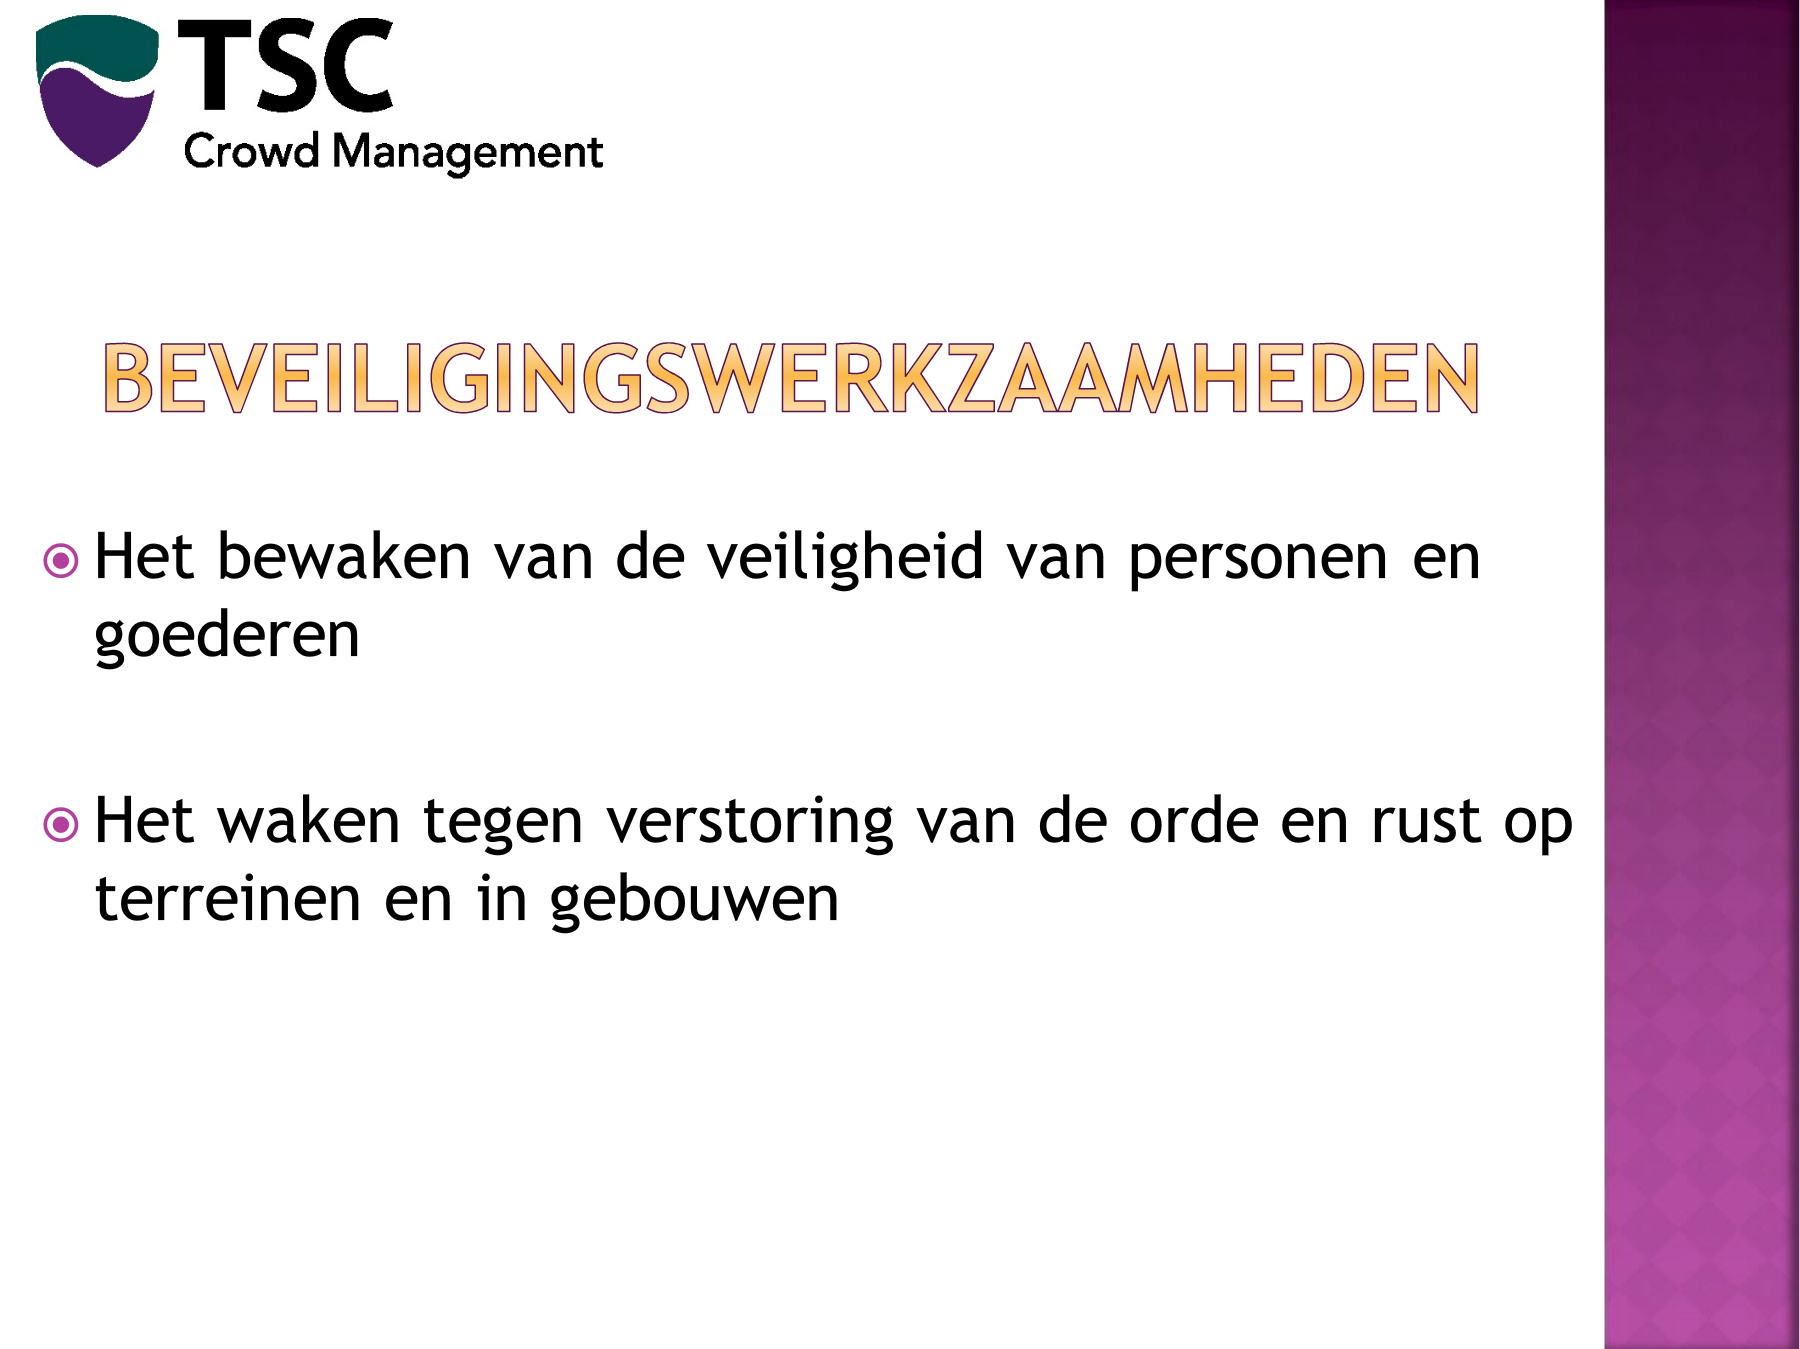 TSC
Crowd Management
BEVEILIGINGSWERKZAAMHEDEN
Het bewaken van de veiligheid van personen en
goederen
Het waken tegen verstoring van de orde en rust op
terreinen en in gebouwen